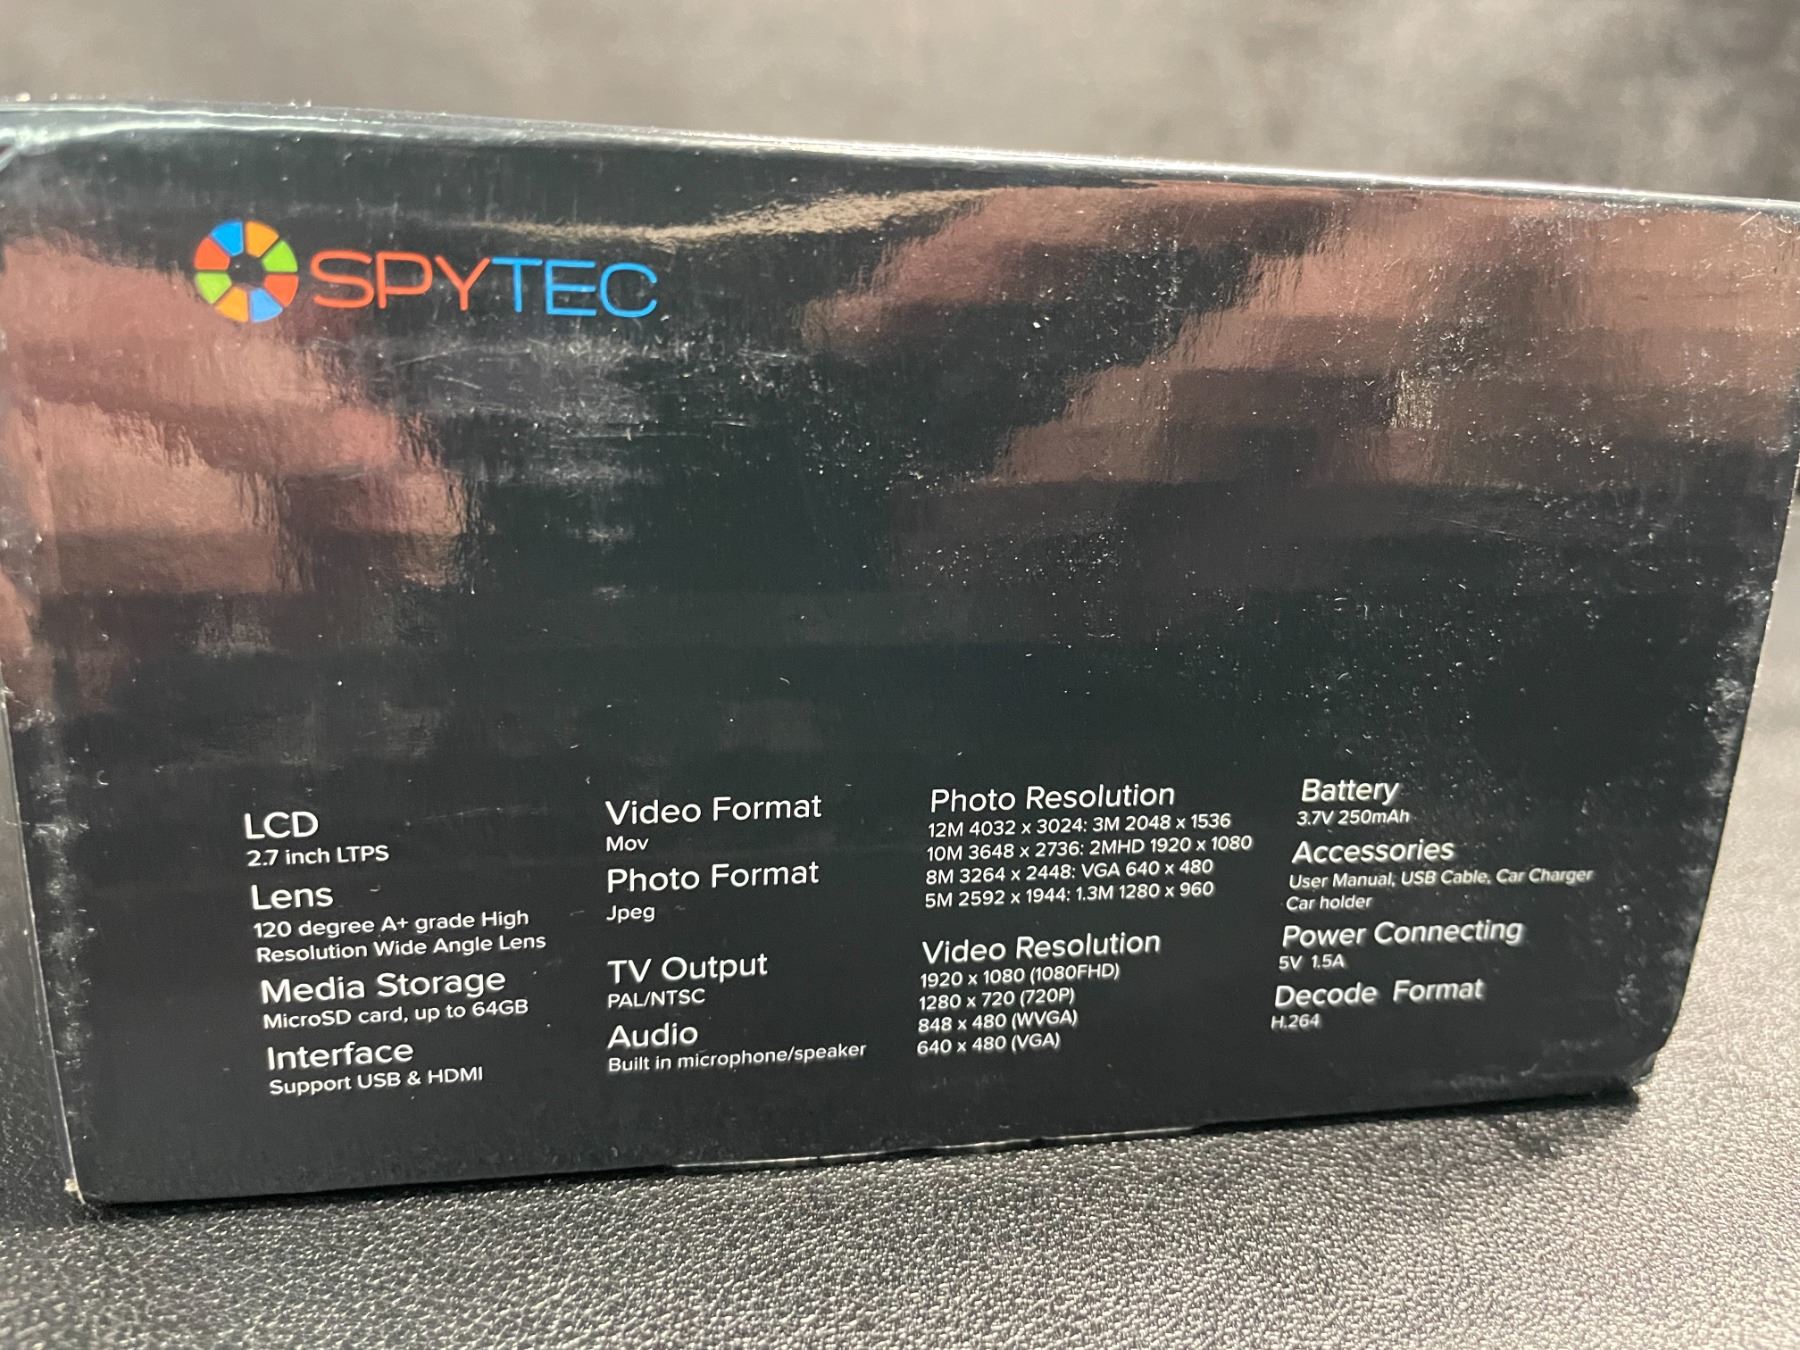 SPYTEC
LCD
2.7 inch LTPS
Lens
120 degree A+ grade High
Resolution Wide Angle Lens
Media Storage
MicroSD card, up to 64GB
Interface
Support USB & HDMI
Video Format
Mov
Photo Format
Jpeg
TV Output
PAL/NTSC
Audio
Built in microphone/speaker
Photo Resolution
12M 4032 x 3024: 3M 2048 x 1536
10M 3648 x 2736: 2MHD 1920 x 1080
8M 3264 x 2448: VGA 640 x 480
5M 2592 x 1944: 1.3M 1280 x 960
Video Resolution
1920 x 1080 (1080FHD)
1280 x 720 (720P)
848 x 480 (WVGA)
640 x 480 (VGA)
Battery
3.7V 250mAh
Accessories
User Manual, USB Cable, Car Charger
Car holder
Power Connecting
5V 1.5A
Decode Format
H.264